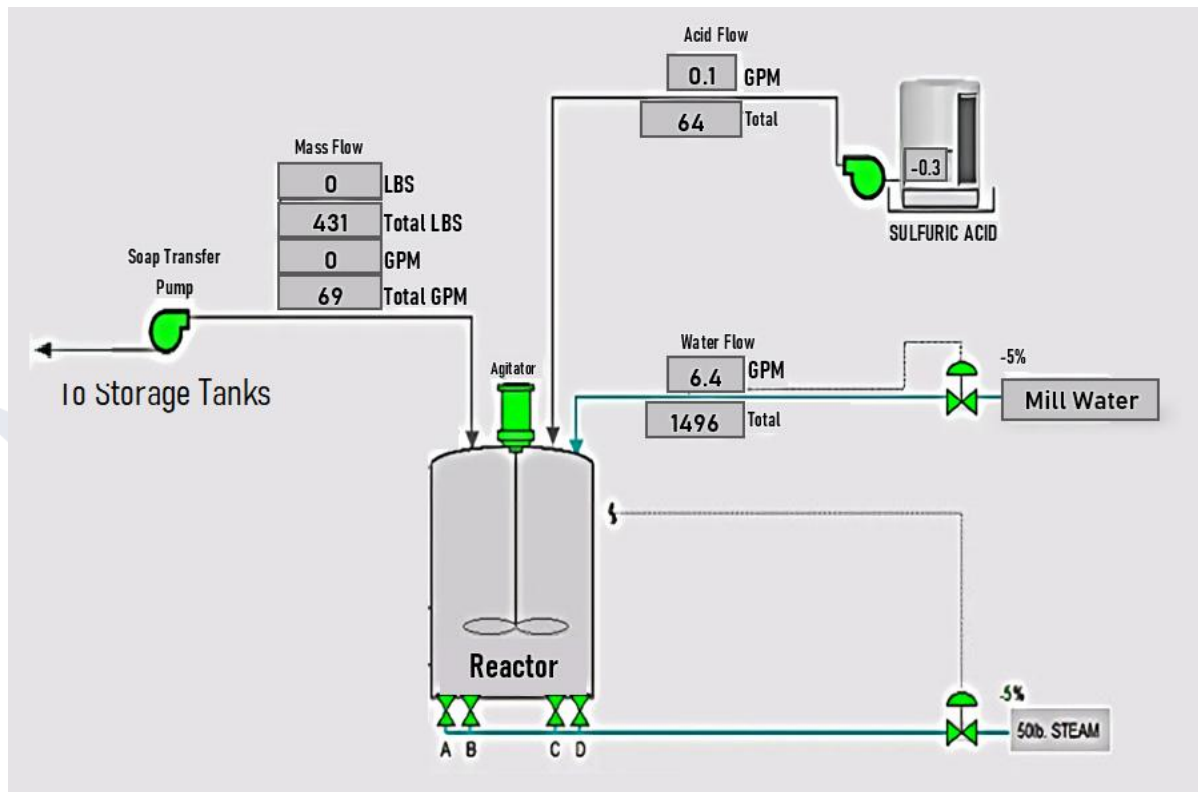 Acid Flow
0.1 GPM
64 Total
-0.3
SULFURIC ACID
Mass Flow
0 LBS
431 Total LBS
0 GPM
69 Total GPM
Soap Transfer
Pump
To Storage Tanks
Agitator
Water Flow
6.4 GPM
1496 Total
-5%
Mill Water
Reactor
A B C D
-5%
50lb. STEAM